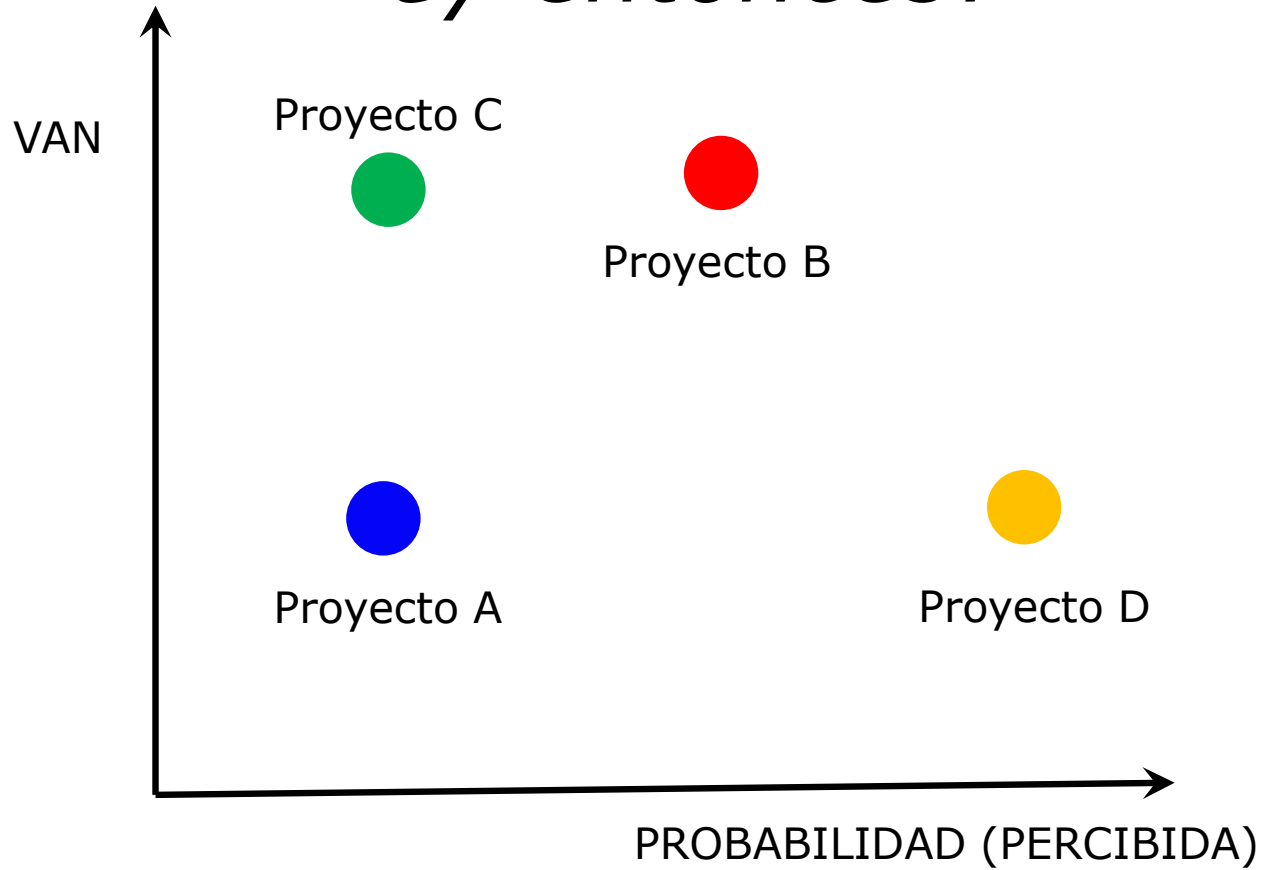 Proyecto C
VAN
Proyecto B
Proyecto A
Proyecto D
PROBABILIDAD (PERCIBIDA)